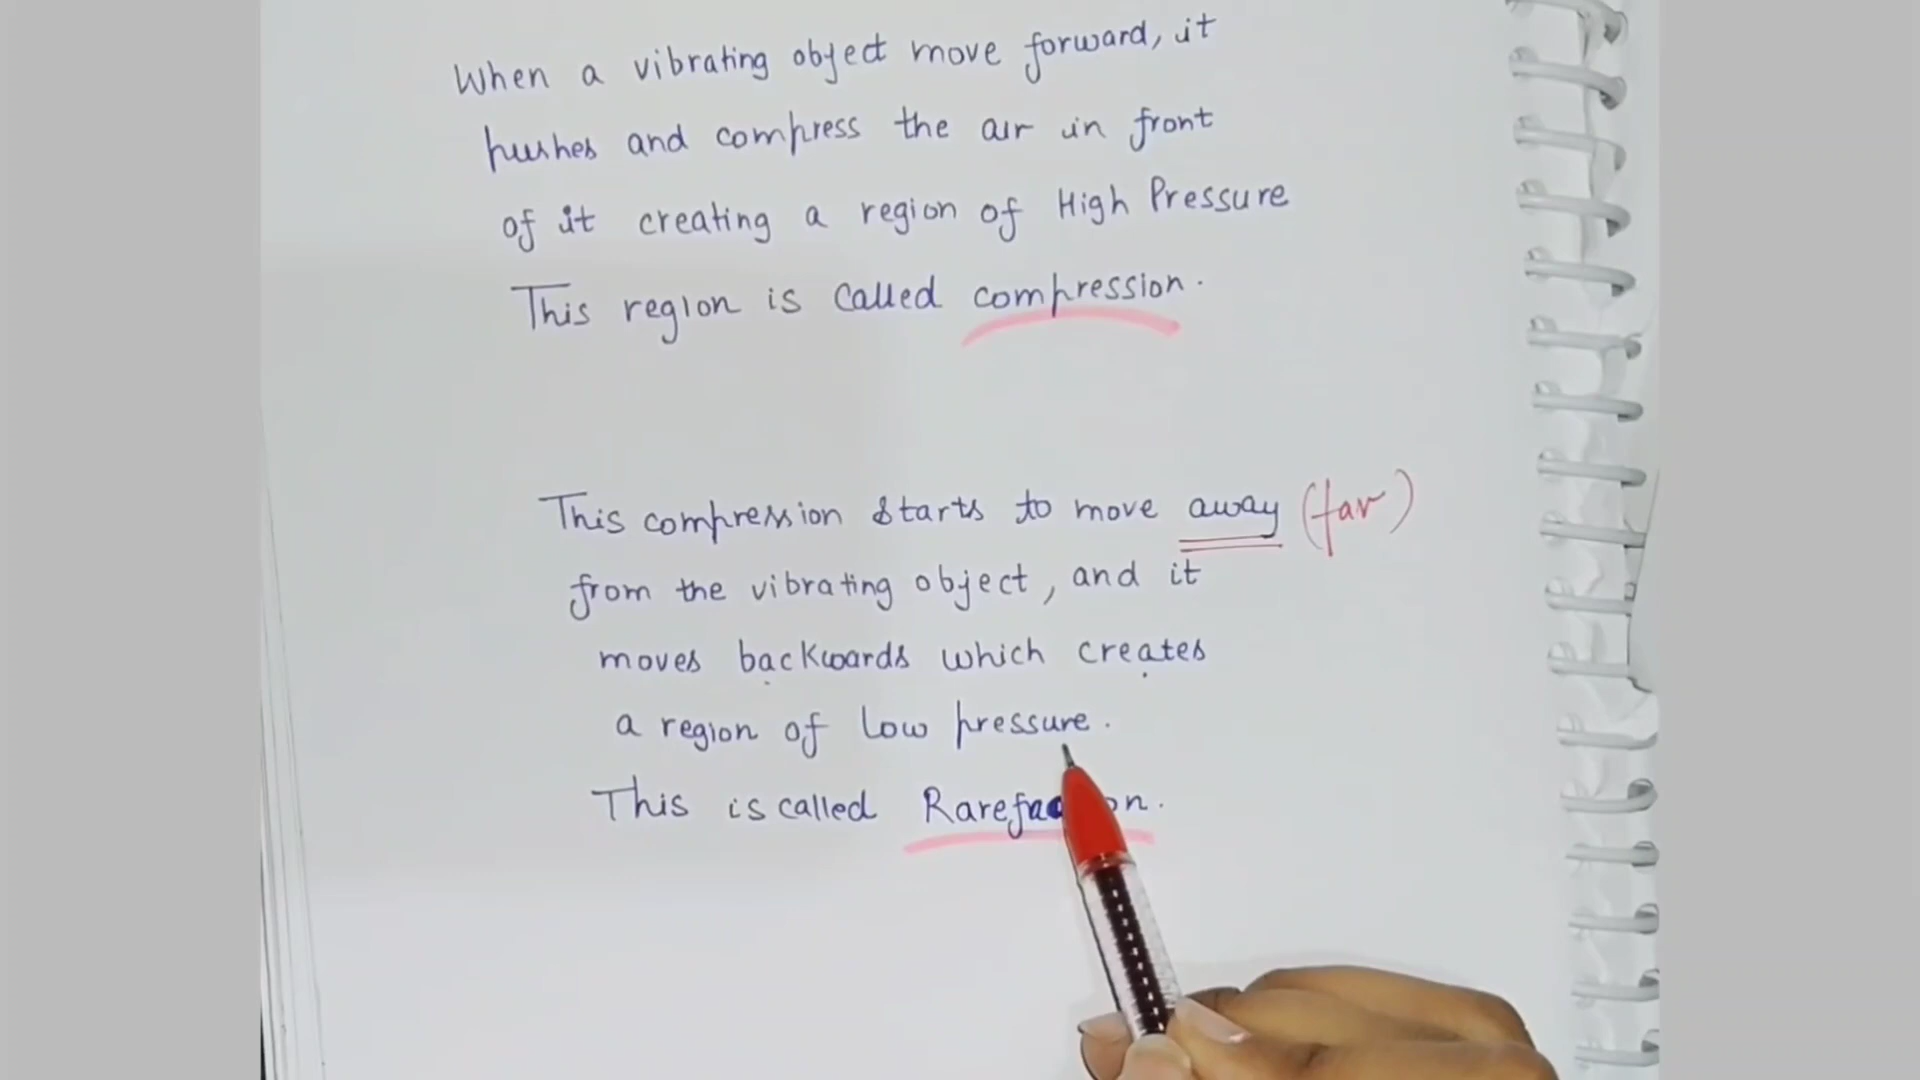 When a vibrating object move forward, it
pushes and compress the air in front
of it creating a region of High Pressure
This region is called compression.
This compression starts to move away (far)
from the vibrating object, and it
moves backwards which creates
a region of low pressure.
This is called Rarefaction.